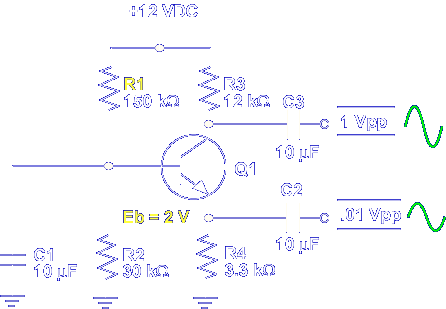 +12 VDC
R1
150 kΩ
R3
12 kΩ
C3
10 µF
1 Vpp
Q1
C2
10 µF
.01 Vpp
Eb = 2 V
C1
10 µF
R2
30 kΩ
R4
3.3 kΩ